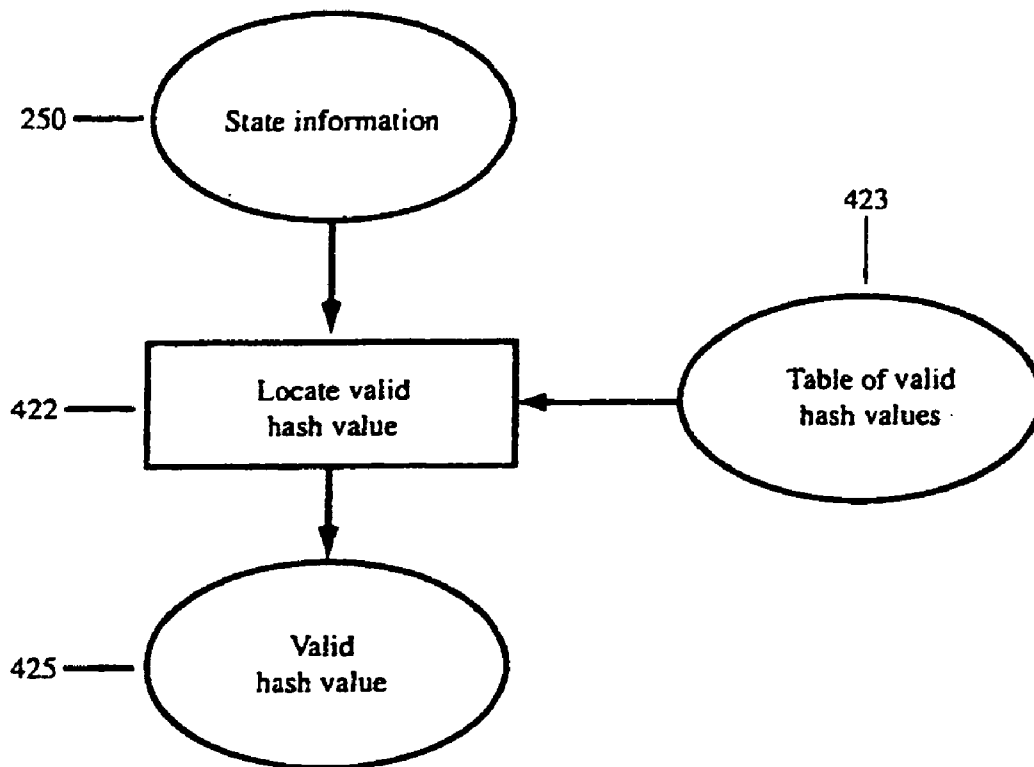 250
State information
423
422
Locate valid
hash value
Table of valid
hash values
425
Valid
hash value